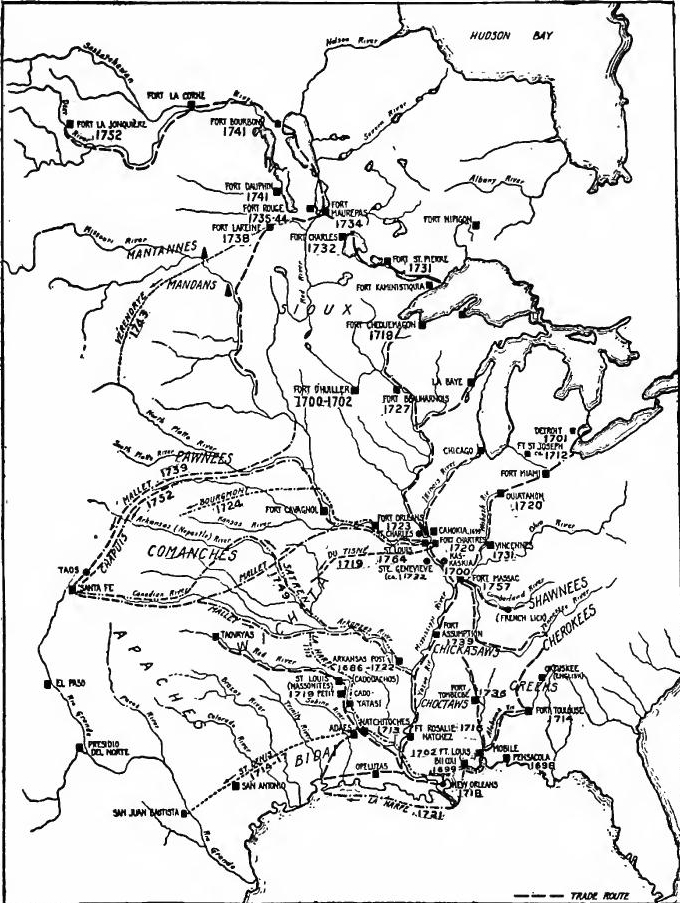 HUDSON BAY
Nelson River
Saskatchewan
FORT LA CORNE
River
FORT LA JONQUIÈRE
1752
River
FORT BOURBON
1741
Severn River
Albany River
FORT DAUPHIN
1741
FORT ROUGE
1735-44
FORT
MAUREPAS
1734
FORT LAREINE
1738
FORT CHARLES
1732
FORT NIPIGON
Missouri River
MANTANNES
FORT ST. PIERRE
1731
MANDANS
Red River
FORT KAMENISTIQUIA
VERENDRYE
1743
SIOUX
FORT CHEQUEMAGON
1718
LA BAYE
FORT D'HUILLER
1700-1702
FORT BEAUHARNOIS
1727
DETROIT
1701
FT ST JOSEPH
ca. 1712
North Platte River
South Platte River
PAWNEES
CHICAGO
Illinois River
FORT MIAMI
MALLET
1739
1752
BOURGMONT
1724
OUIATANON
1720
Wabash Riv
Kansas River
FORT CAVAGNOL
FORT ORLEANS
1723
ST. CHARLES
CAHOKIA 1699
FORT CHARTRES
1720
Ohio River
Arkansas (Napestle) River
CHAPUIS
COMANCHES
DU TISNE
1719
ST LOUIS
1764
STE. GENEVIEVE
(ca. 1722)
KAS-
KASKIA
1700
VINCENNES
1731
TAOS
SANTA FE
MALLET
1749
SATREN
FORT MASSAC
1757
Cumberland River
SHAWNEES
(FRENCH LICK)
Canadian River
MALLET
Arkansas River
WICHITA
Mississippi River
FORT
ASSUMPTION
1739
CHICKASAWS
Tennessee River
CHEROKEES
TAOVAYAS
Red River
LA HARPE
ARKANSAS POST
1686-1722
APACHES
Yazoo Riv
EL PASO
ST LOUIS
(NASSONITES)
1719
(CADODACHOS)
PETIT
CADO-
YATASI
FORT
TOMBECBE
1736
CHOCTAWS
OKFUSKEE
(ENGLISH)
CREEKS
Rio Grande
Pecos River
Brazos River
Colorado River
Trinity River
Sabine River
ADAES
NATCHITOCHES
1713
FT ROSALIE- 1716
NATCHEZ
FORT TOULOUSE
1714
PRESIDIO
DEL NORTE
ST DENIS
BIDAI
1702 FT. LOUIS
BILOXI
1699
MOBILE
PENSACOLA
1698
SAN ANTONIO
OPELUZAS
NEW ORLEANS
1718
SAN JUAN BAUTISTA
Rio Grande
LA HARPE 1721
TRADE ROUTE